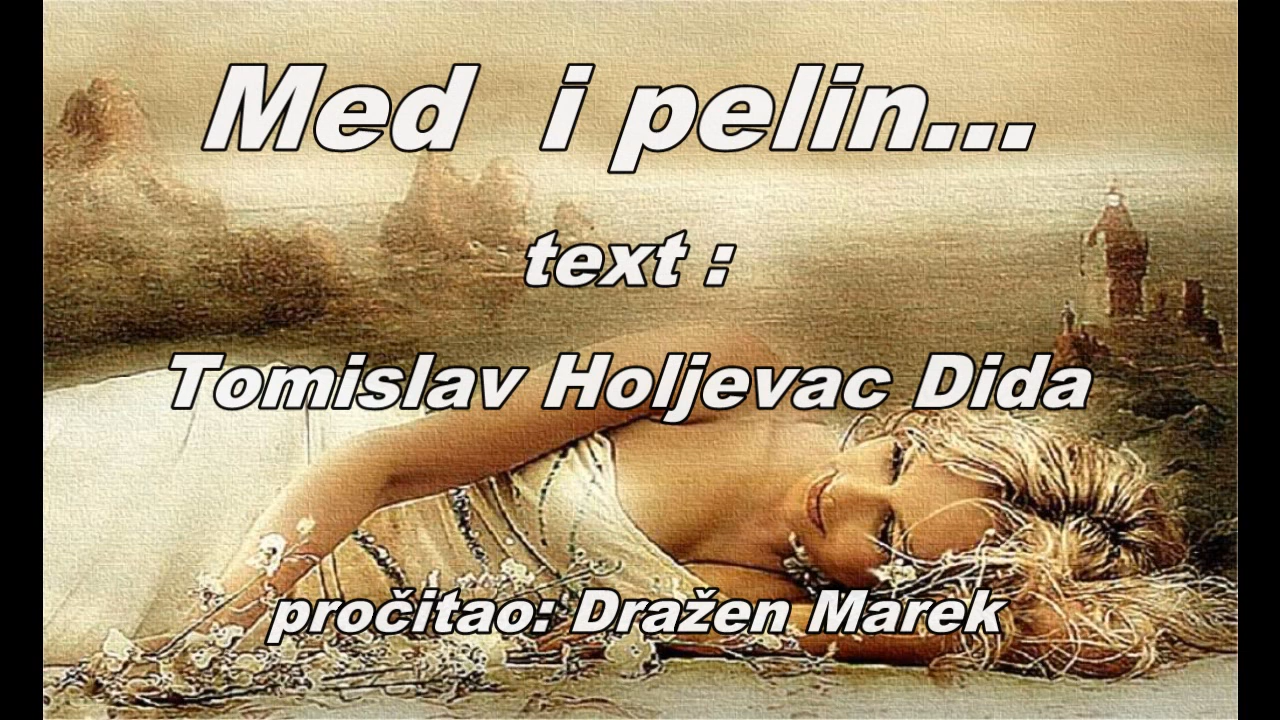 Med i pelin...
text :
Tomislav Holjevac Dida
pročitao: Dražen Marek